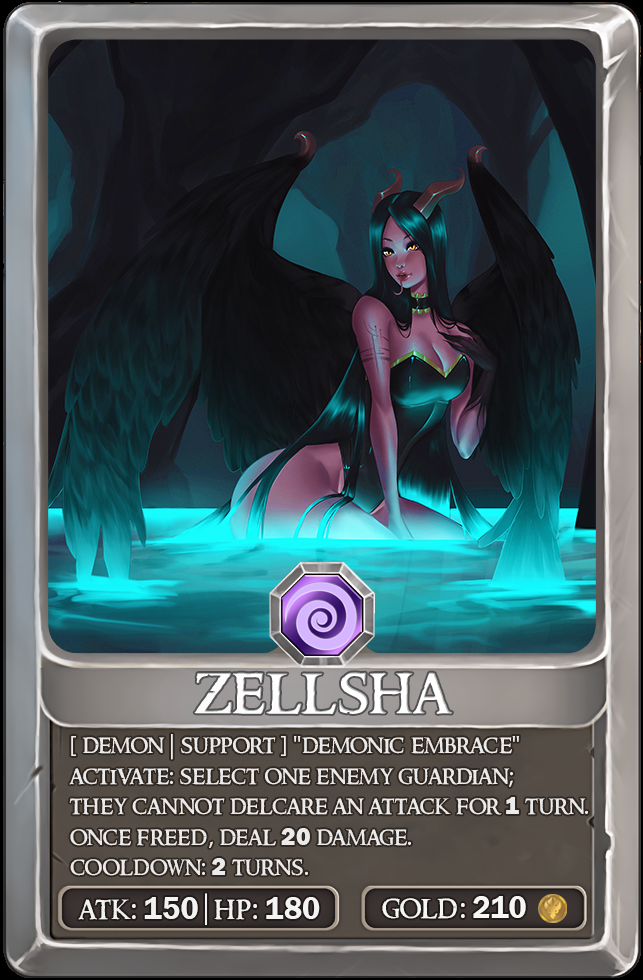 ZELLSHA
[ DEMON | SUPPORT ] "DEMONIC EMBRACE"
ACTIVATE: SELECT ONE ENEMY GUARDIAN;
THEY CANNOT DELCARE AN ATTACK FOR 1 TURN.
ONCE FREED, DEAL 20 DAMAGE.
COOLDOWN: 2 TURNS.
ATK: 150 | HP: 180 GOLD: 210